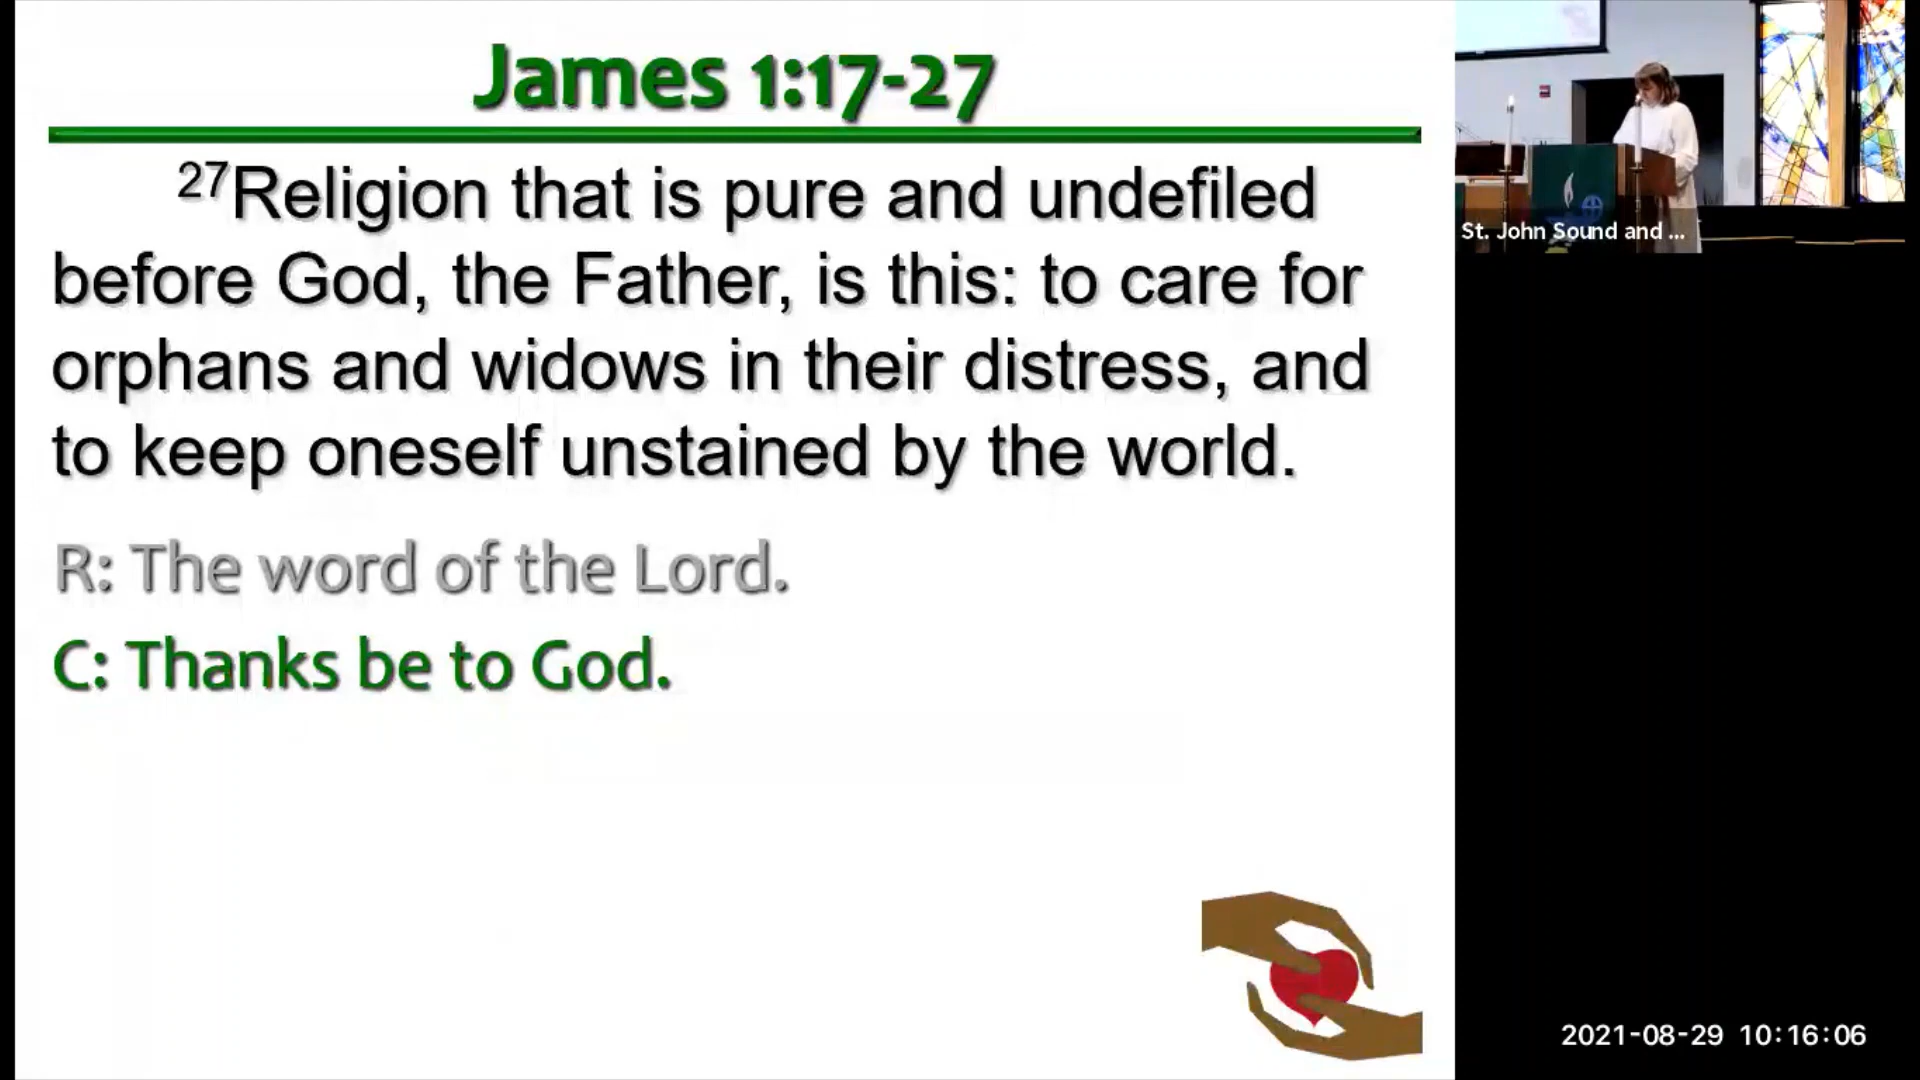 James 1:17-27
27Religion that is pure and undefiled
before God, the Father, is this: to care for
orphans and widows in their distress, and
to keep oneself unstained by the world.
R: The word of the Lord.
C: Thanks be to God.
St. John Sound and ...
2021-08-29 10:16:06